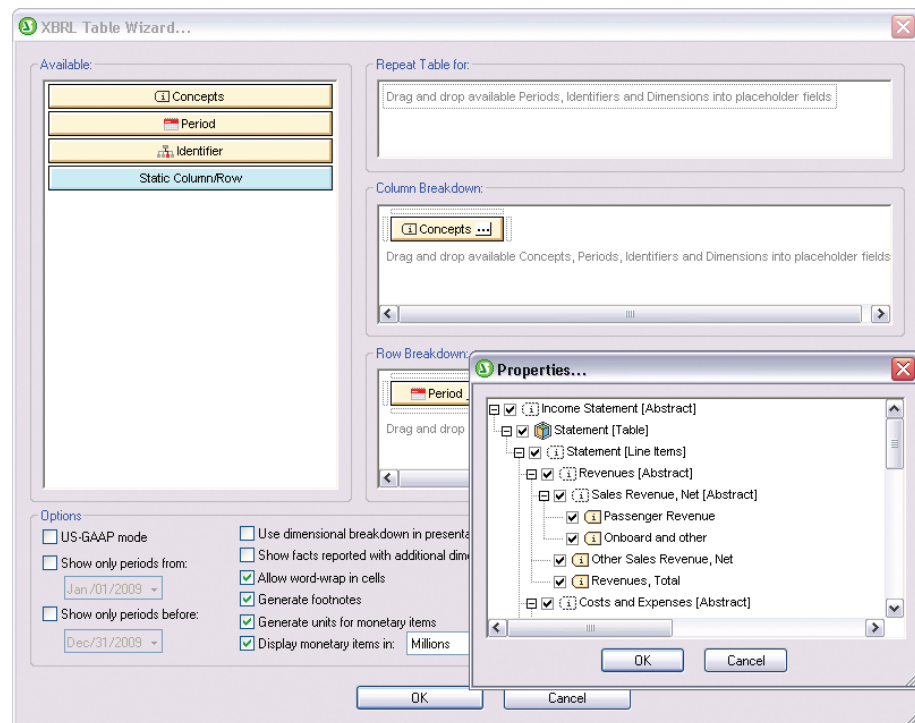 XBRL Table Wizard...
Available:
Concepts
Period
Identifier
Static Column/Row
Repeat Table for:
Drag and drop available Periods, Identifiers and Dimensions into placeholder fields
Column Breakdown:
Concepts ...
Drag and drop available Concepts, Periods, Identifiers and Dimensions into placeholder fields
Row Breakdown:
Period
Drag and drop
Properties...
Income Statement [Abstract]
Statement [Table]
Statement [Line Items]
Revenues [Abstract]
Sales Revenue, Net [Abstract]
Passenger Revenue
Onboard and other
Other Sales Revenue, Net
Revenues, Total
Costs and Expenses [Abstract]
OK Cancel
Options
US-GAAP mode
Show only periods from:
Jan /01/2009
Show only periods before:
Dec/31/2009
Use dimensional breakdown in presenta
Show facts reported with additional dime
Allow word-wrap in cells
Generate footnotes
Generate units for monetary items
Display monetary items in: Millions
OK Cancel